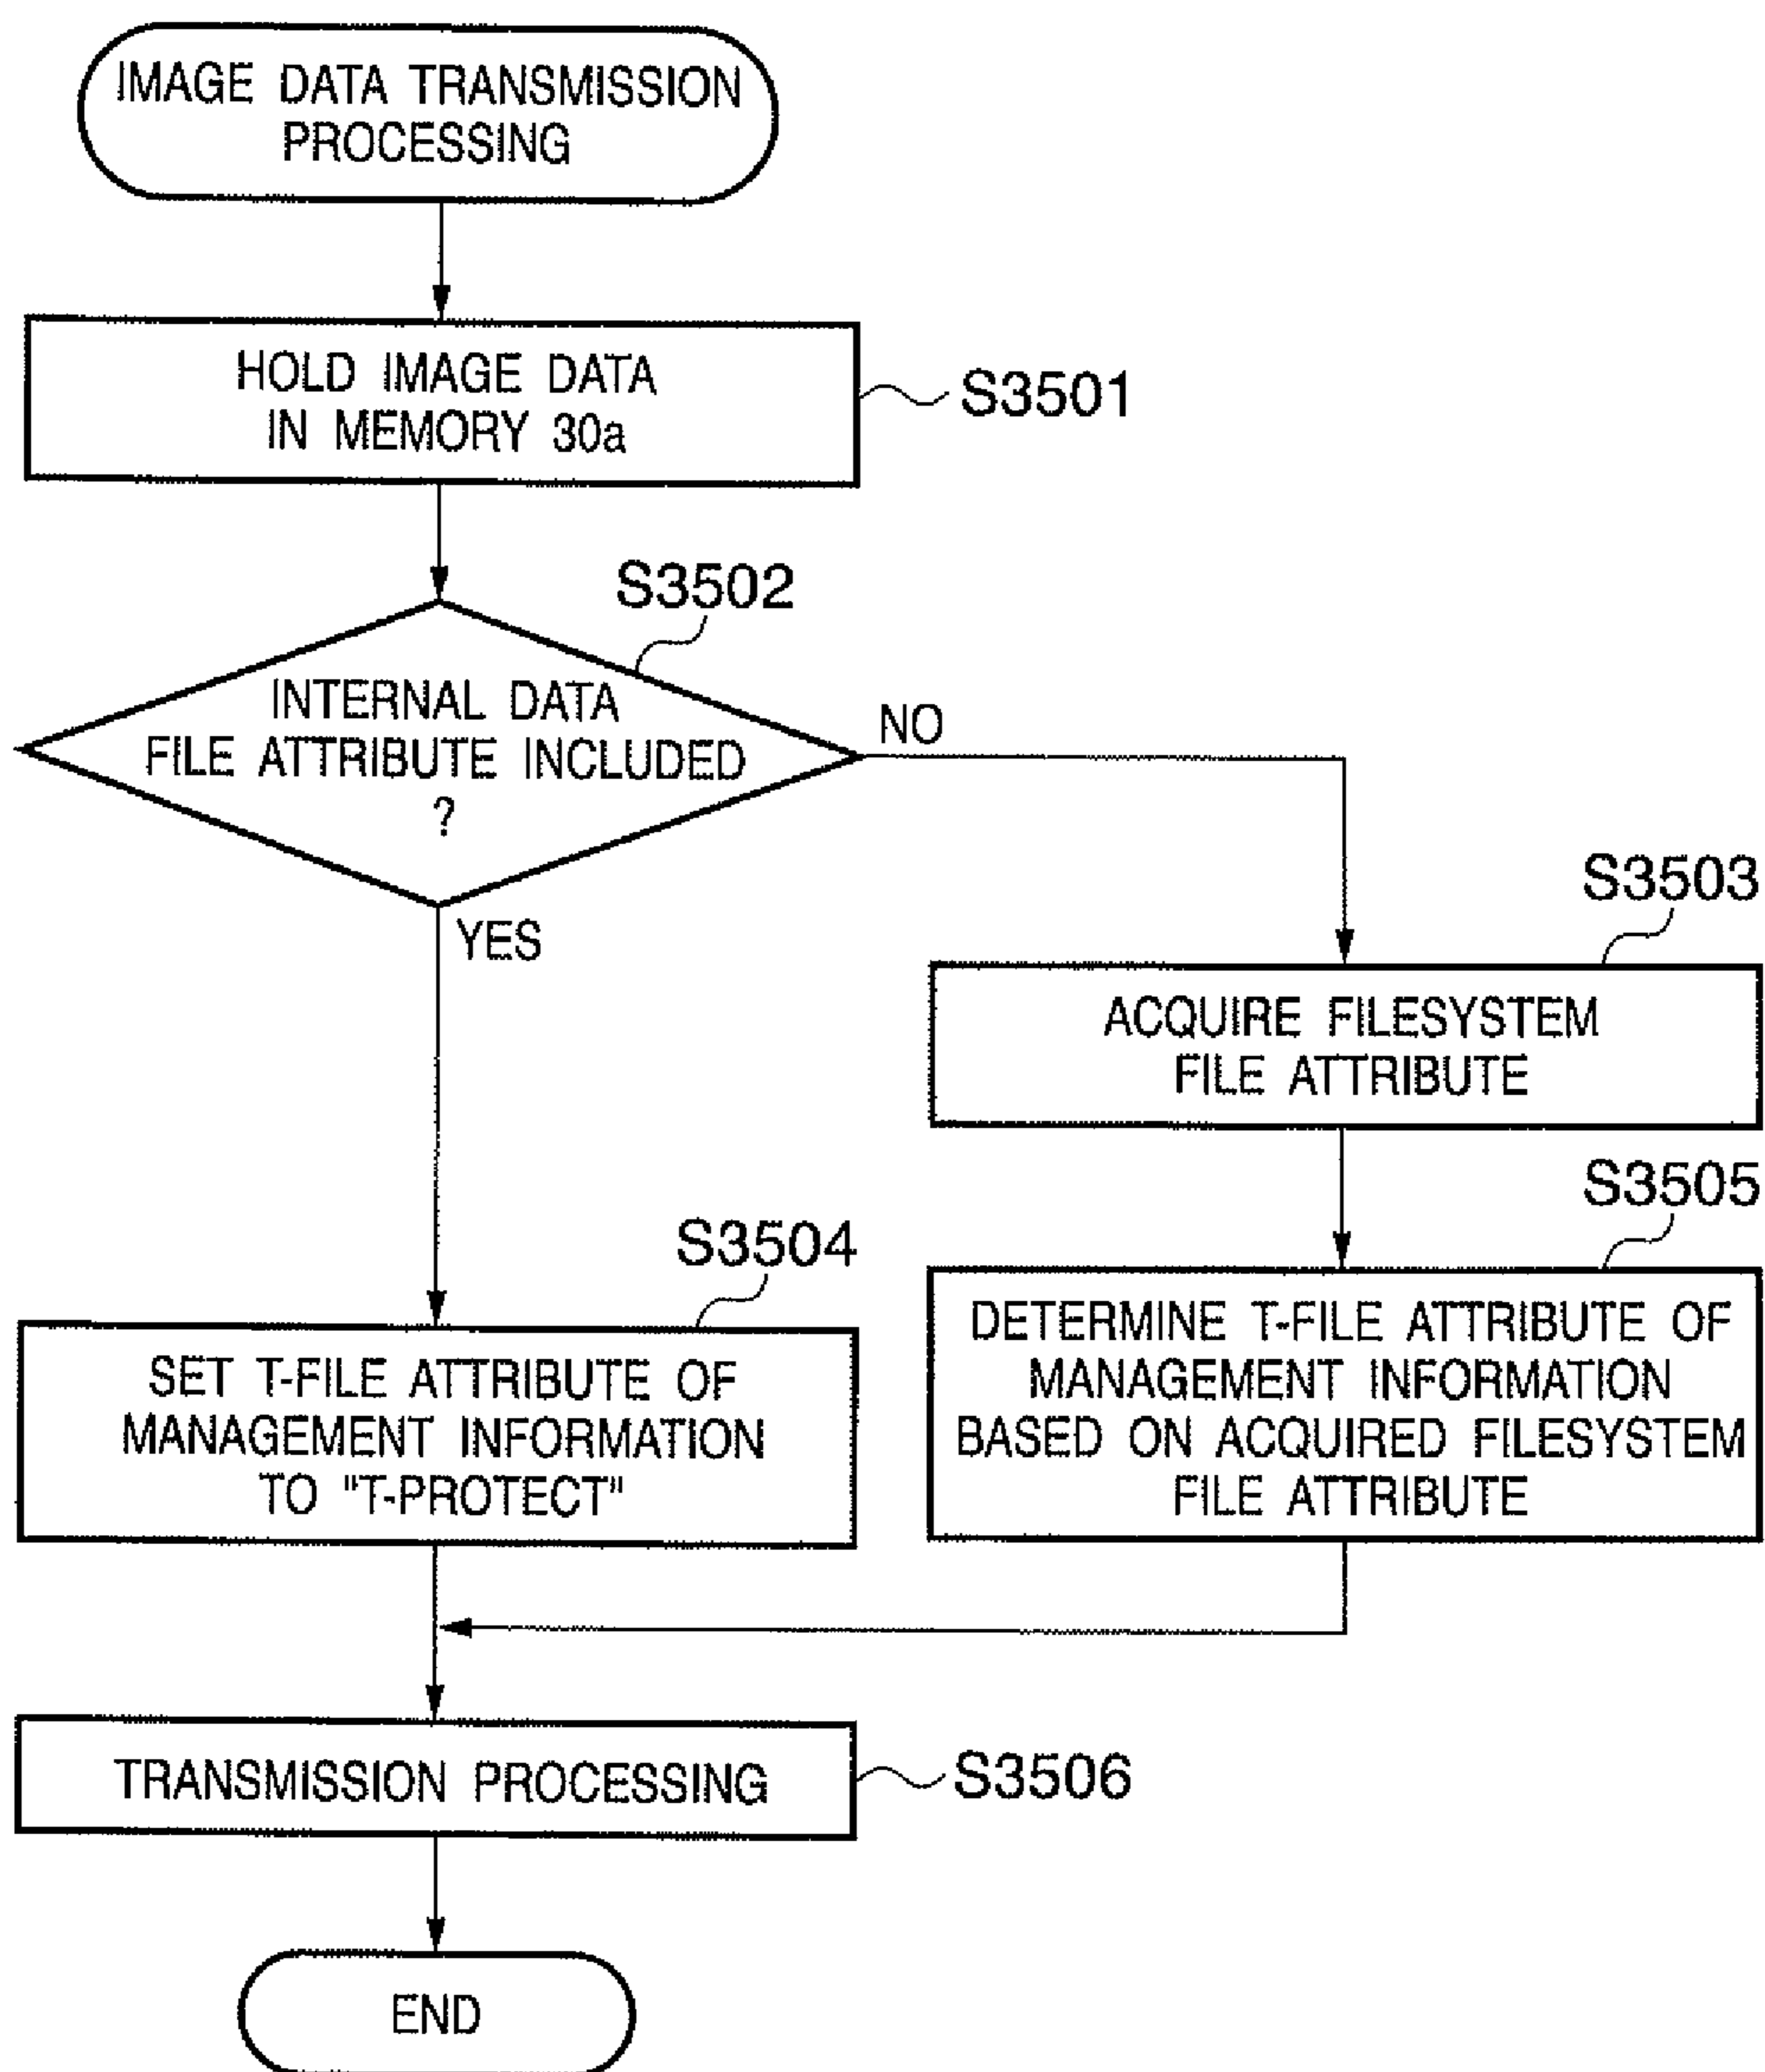 IMAGE DATA TRANSMISSION
PROCESSING
HOLD IMAGE DATA
IN MEMORY 30a
S3501
S3502
INTERNAL DATA
FILE ATTRIBUTE INCLUDED
?
NO
YES
S3503
ACQUIRE FILESYSTEM
FILE ATTRIBUTE
S3504
SET T-FILE ATTRIBUTE OF
MANAGEMENT INFORMATION
TO "T-PROTECT"
S3505
DETERMINE T-FILE ATTRIBUTE OF
MANAGEMENT INFORMATION
BASED ON ACQUIRED FILESYSTEM
FILE ATTRIBUTE
TRANSMISSION PROCESSING
S3506
END